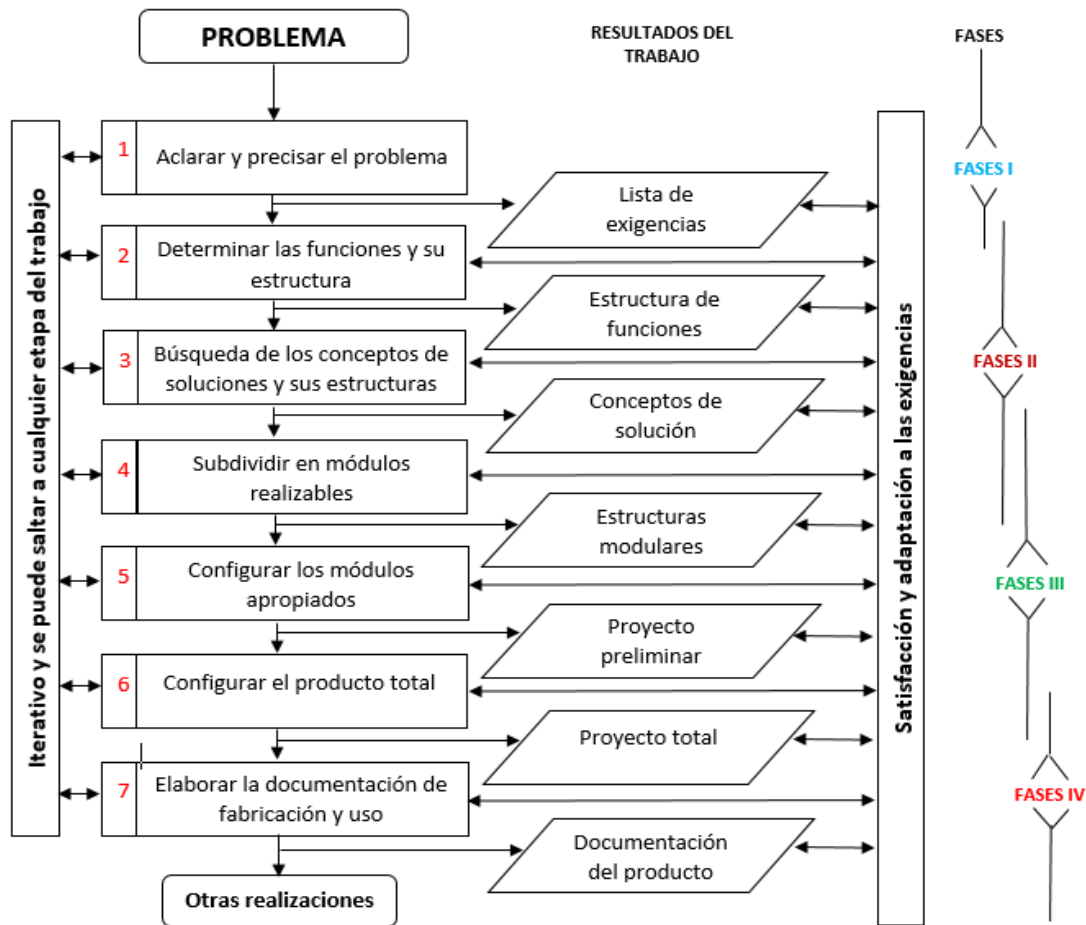 PROBLEMA
RESULTADOS DEL
TRABAJO
FASES
Iterativo y se puede saltar a cualquier etapa del trabajo
1
Aclarar y precisar el problema
Lista de
exigencias
2
Determinar las funciones y su
estructura
Estructura de
funciones
3
Búsqueda de los conceptos de
soluciones y sus estructuras
Conceptos de
solución
4
Subdividir en módulos
realizables
Estructuras
modulares
5
Configurar los módulos
apropiados
Proyecto
preliminar
6
Configurar el producto total
Proyecto total
7
Elaborar la documentación de
fabricación y uso
Documentación
del producto
Otras realizaciones
Satisfacción y adaptación a las exigencias
FASES I
FASES II
FASES III
FASES IV